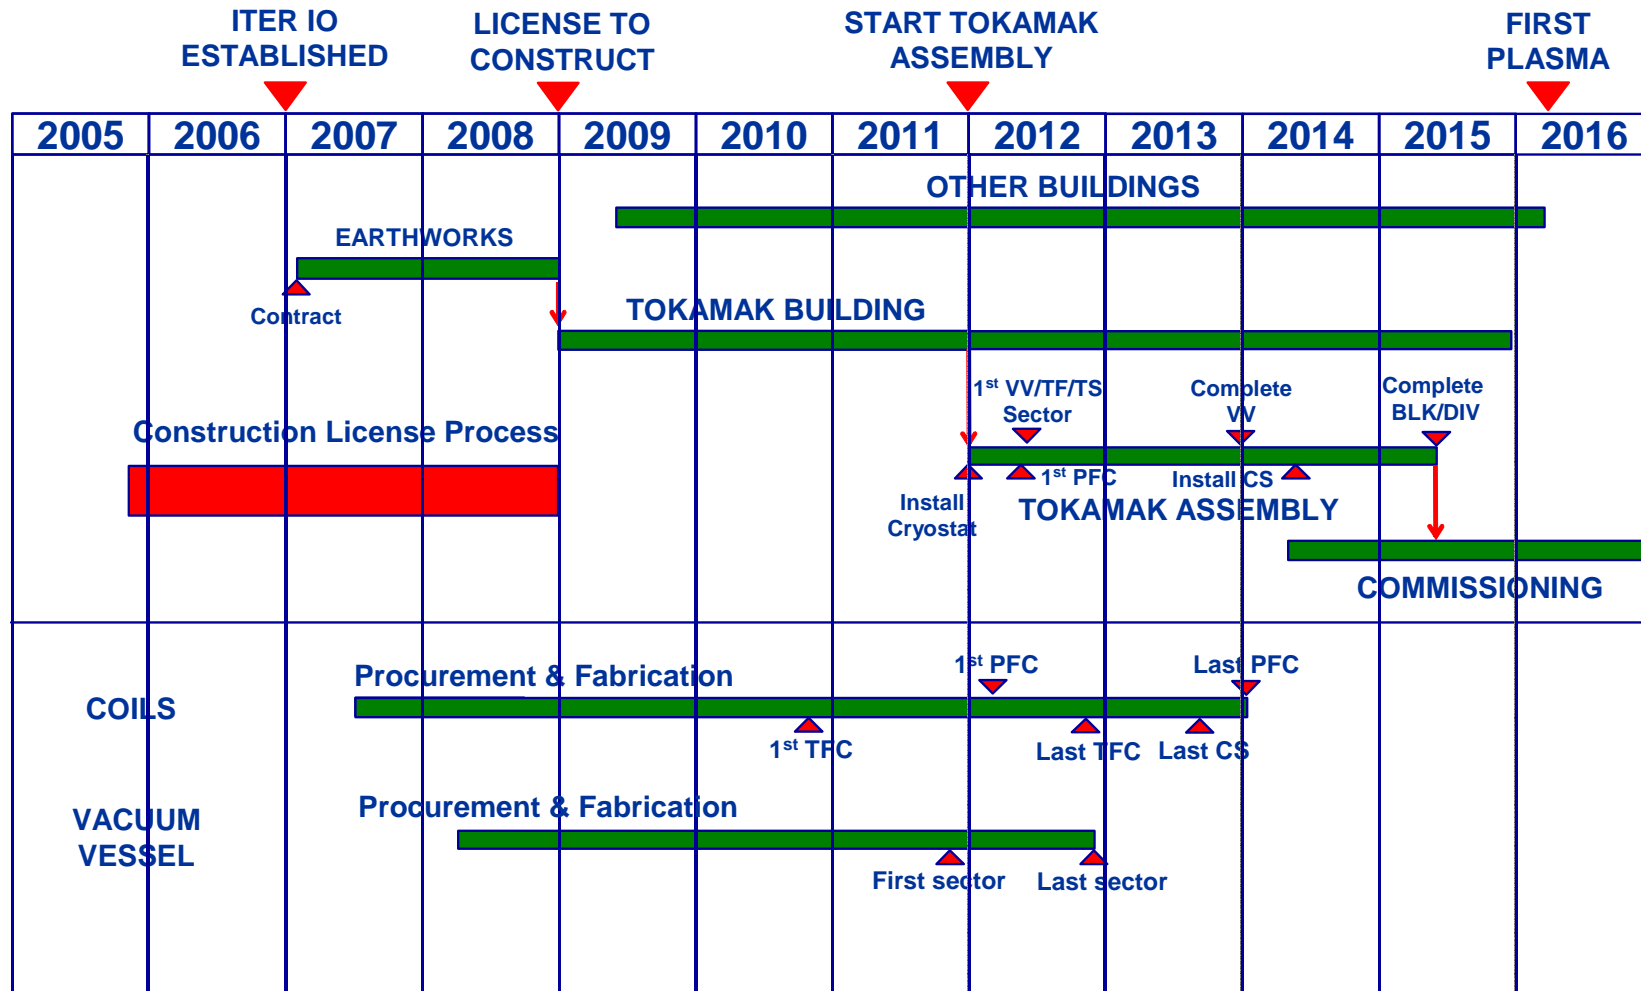 ITER IO
ESTABLISHED
LICENSE TO
CONSTRUCT
START TOKAMAK
ASSEMBLY
FIRST
PLASMA
2005 2006 2007 2008 2009 2010 2011 2012 2013 2014 2015 2016
OTHER BUILDINGS
EARTHWORKS
Contract
TOKAMAK BUILDING
1st VV/TF/TS
Sector
Complete
VV
Complete
BLK/DIV
Construction License Process
1st PFC
Install CS
Install
Cryostat
TOKAMAK ASSEMBLY
COMMISSIONING
COILS
Procurement & Fabrication
1st PFC
Last PFC
1st TFC
Last TFC
Last CS
VACUUM
VESSEL
Procurement & Fabrication
First sector
Last sector